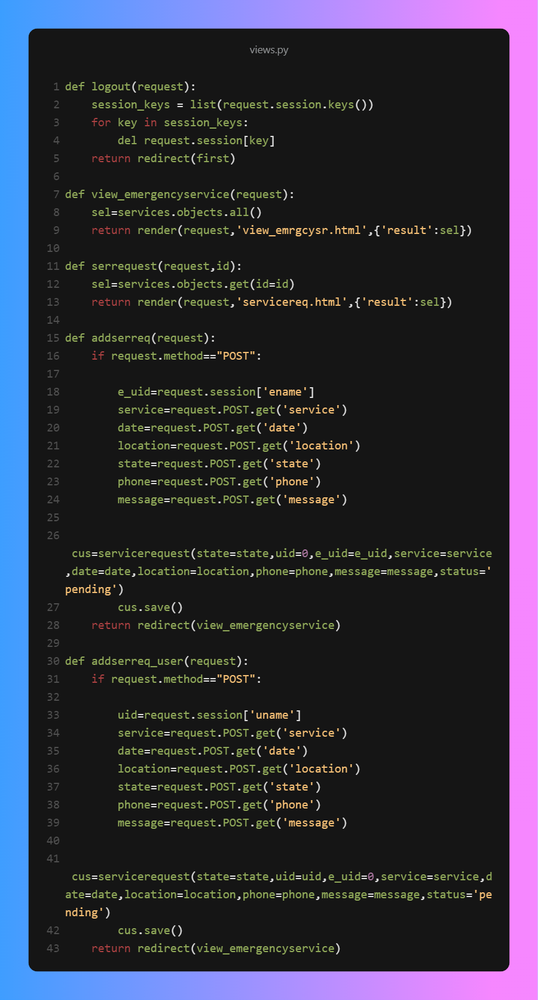 views.py
1 def logout(request):
2     session_keys = list(request.session.keys())
3     for key in session_keys:
4         del request.session[key]
5     return redirect(first)
6
7 def view_emergencyservice(request):
8     sel=services.objects.all()
9     return render(request,'view_emrgcysr.html',{'result':sel})
10
11 def serrequest(request,id):
12     sel=services.objects.get(id=id)
13     return render(request,'servicereq.html',{'result':sel})
14
15 def addserreq(request):
16     if request.method=="POST":
17
18         e_uid=request.session['ename']
19         service=request.POST.get('service')
20         date=request.POST.get('date')
21         location=request.POST.get('location')
22         state=request.POST.get('state')
23         phone=request.POST.get('phone')
24         message=request.POST.get('message')
25
26
cus=servicerequest(state=state,uid=0,e_uid=e_uid,service=service
,date=date,location=location,phone=phone,message=message,status='
pending')
27         cus.save()
28     return redirect(view_emergencyservice)
29
30 def addserreq_user(request):
31     if request.method=="POST":
32
33         uid=request.session['uname']
34         service=request.POST.get('service')
35         date=request.POST.get('date')
36         location=request.POST.get('location')
37         state=request.POST.get('state')
38         phone=request.POST.get('phone')
39         message=request.POST.get('message')
40
41
cus=servicerequest(state=state,uid=uid,e_uid=0,service=service,d
ate=date,location=location,phone=phone,message=message,status='pe
nding')
42         cus.save()
43     return redirect(view_emergencyservice)